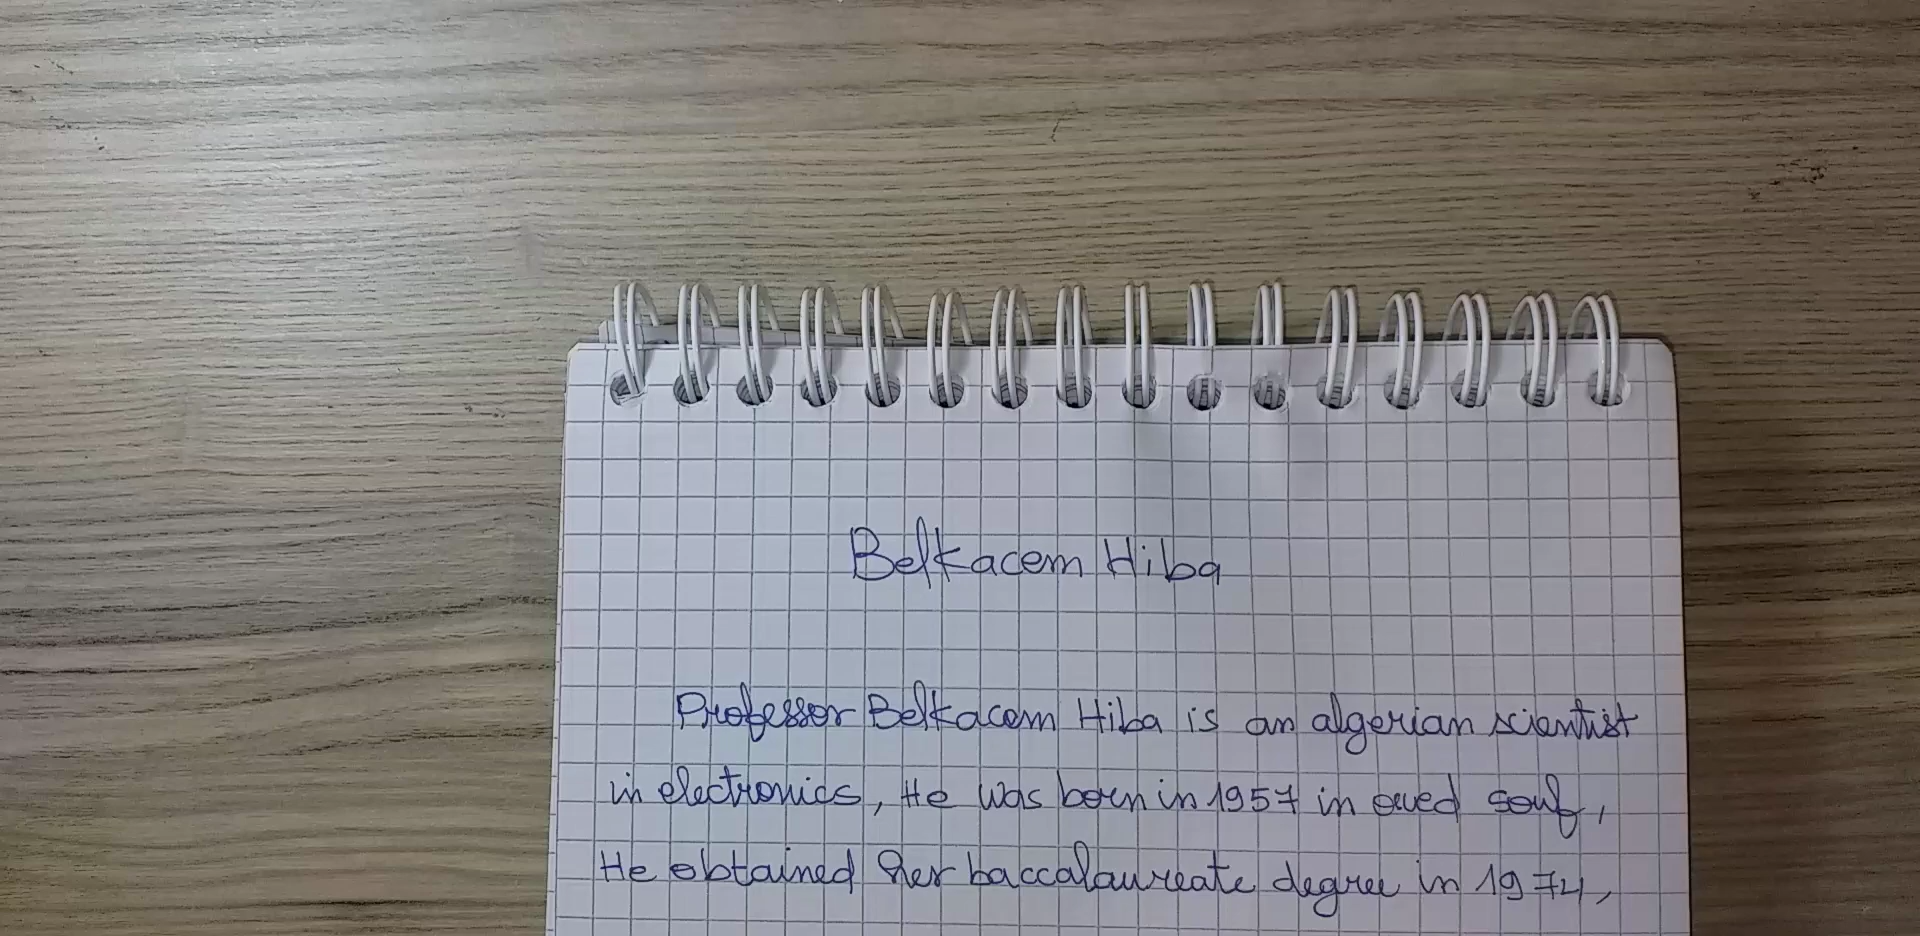 Belkacem Hiba
Professor Belkacem Hiba is an algerian scientist
in electronics, He was born in 1957 in oued souf,
He obtained her baccalaureate degree in 1974,